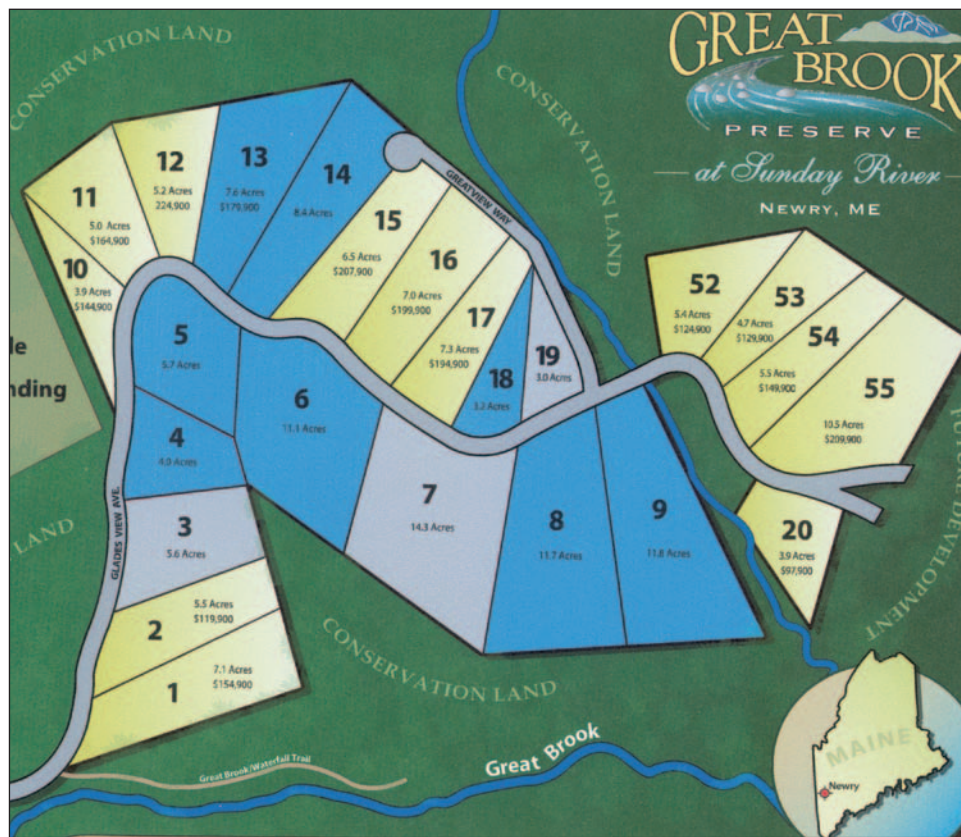 GREAT
BROOK
PRESERVE
at Sunday River
NEWRY, ME
CONSERVATION LAND
CONSERVATION LAND
CONSERVATION LAND
11
5.0 Acres
$164,900
12
5.2 Acres
224,900
13
7.6 Acres
$179,900
14
8.4 Acres
GREATVIEW WAY
10
3.9 Acres
$144,900
15
6.5 Acres
$207,900
16
7.0 Acres
$199,900
17
7.3 Acres
$194,900
18
3.2 Acres
19
3.0 Acres
52
5.4 Acres
$124,900
53
4.7 Acres
$129,900
54
5.5 Acres
$149,900
55
10.5 Acres
$209,900
5
5.7 Acres
6
11.1 Acres
4
4.0 Acres
7
14.3 Acres
8
11.7 Acres
9
11.8 Acres
20
3.9 Acres
$97,900
LAND
GLADES VIEW AVE.
3
5.6 Acres
2
5.5 Acres
$119,900
1
7.1 Acres
$154,900
CONSERVATION LAND
DEVELOPMENT
Great Brook/Waterfall Trail
Great Brook
MAINE
Newry